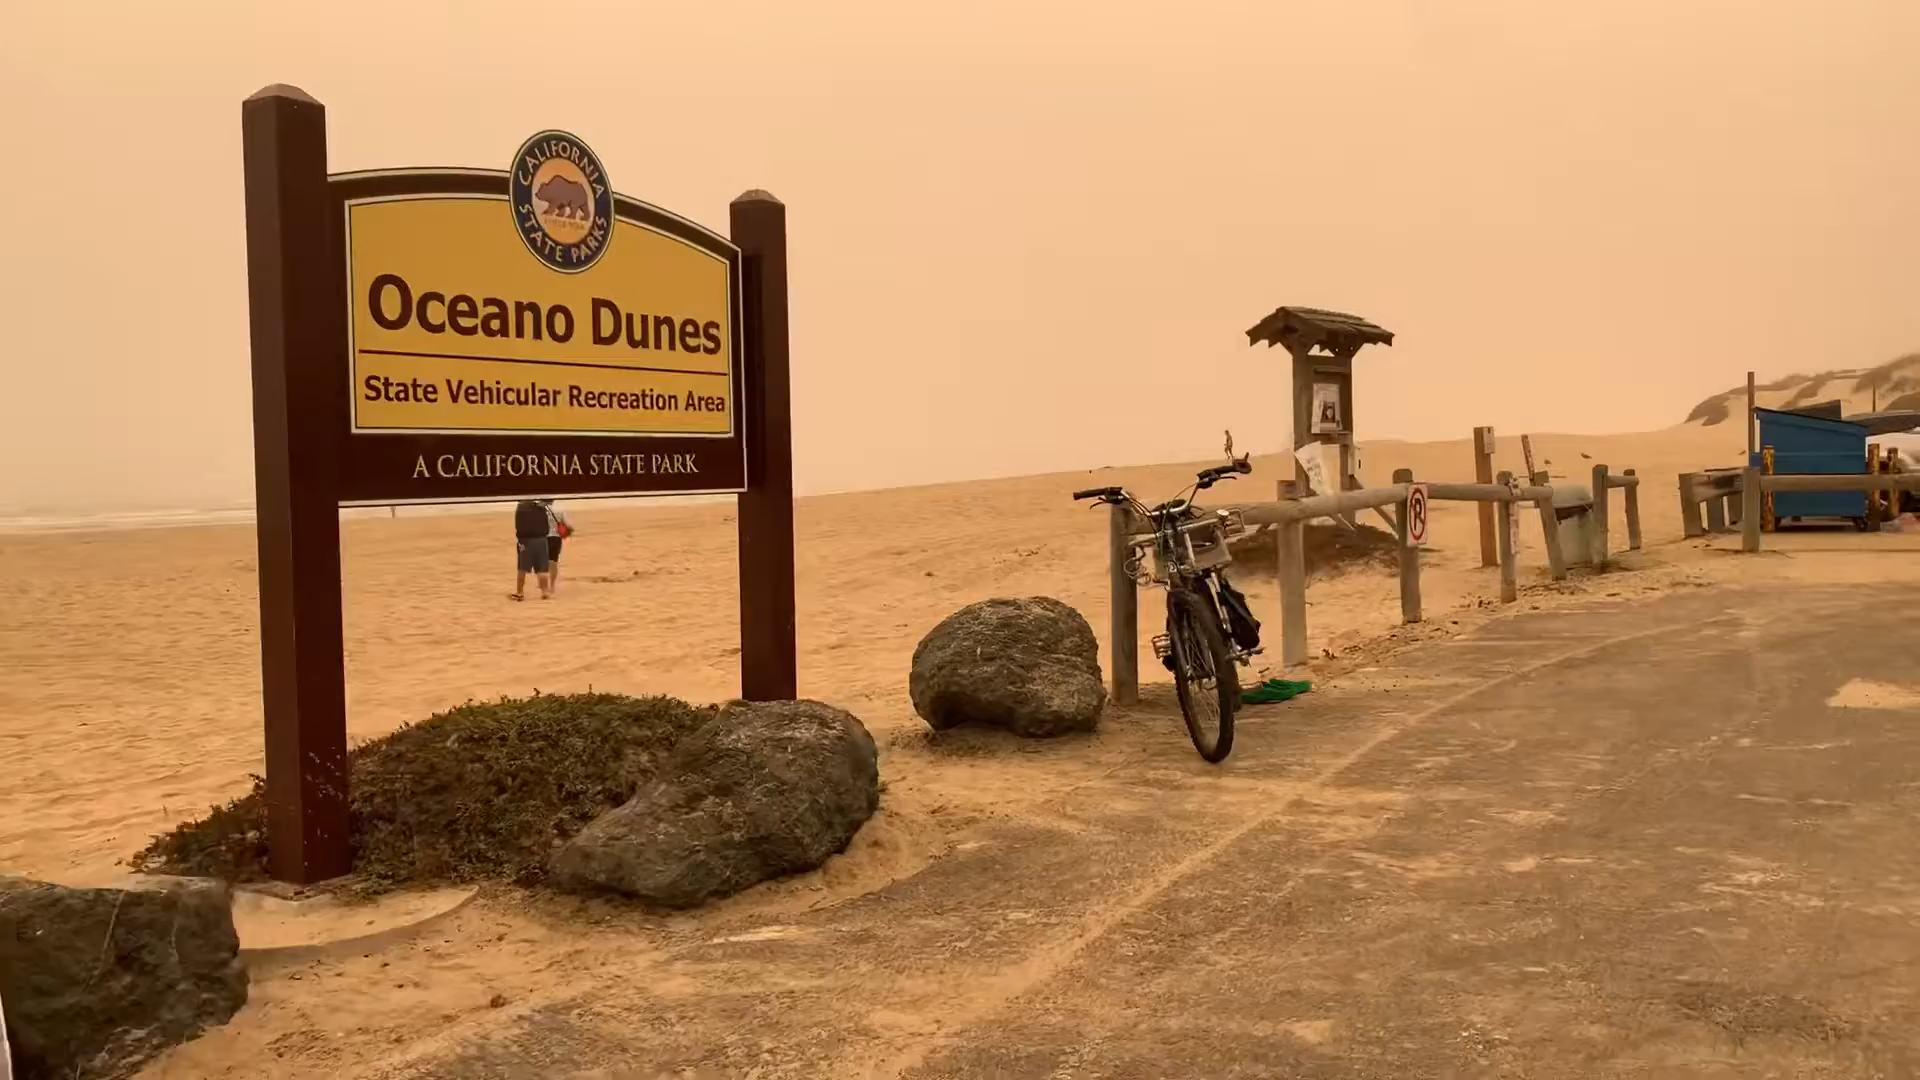 CALIFORNIA
STATE PARKS
Oceano Dunes
State Vehicular Recreation Area
A CALIFORNIA STATE PARK